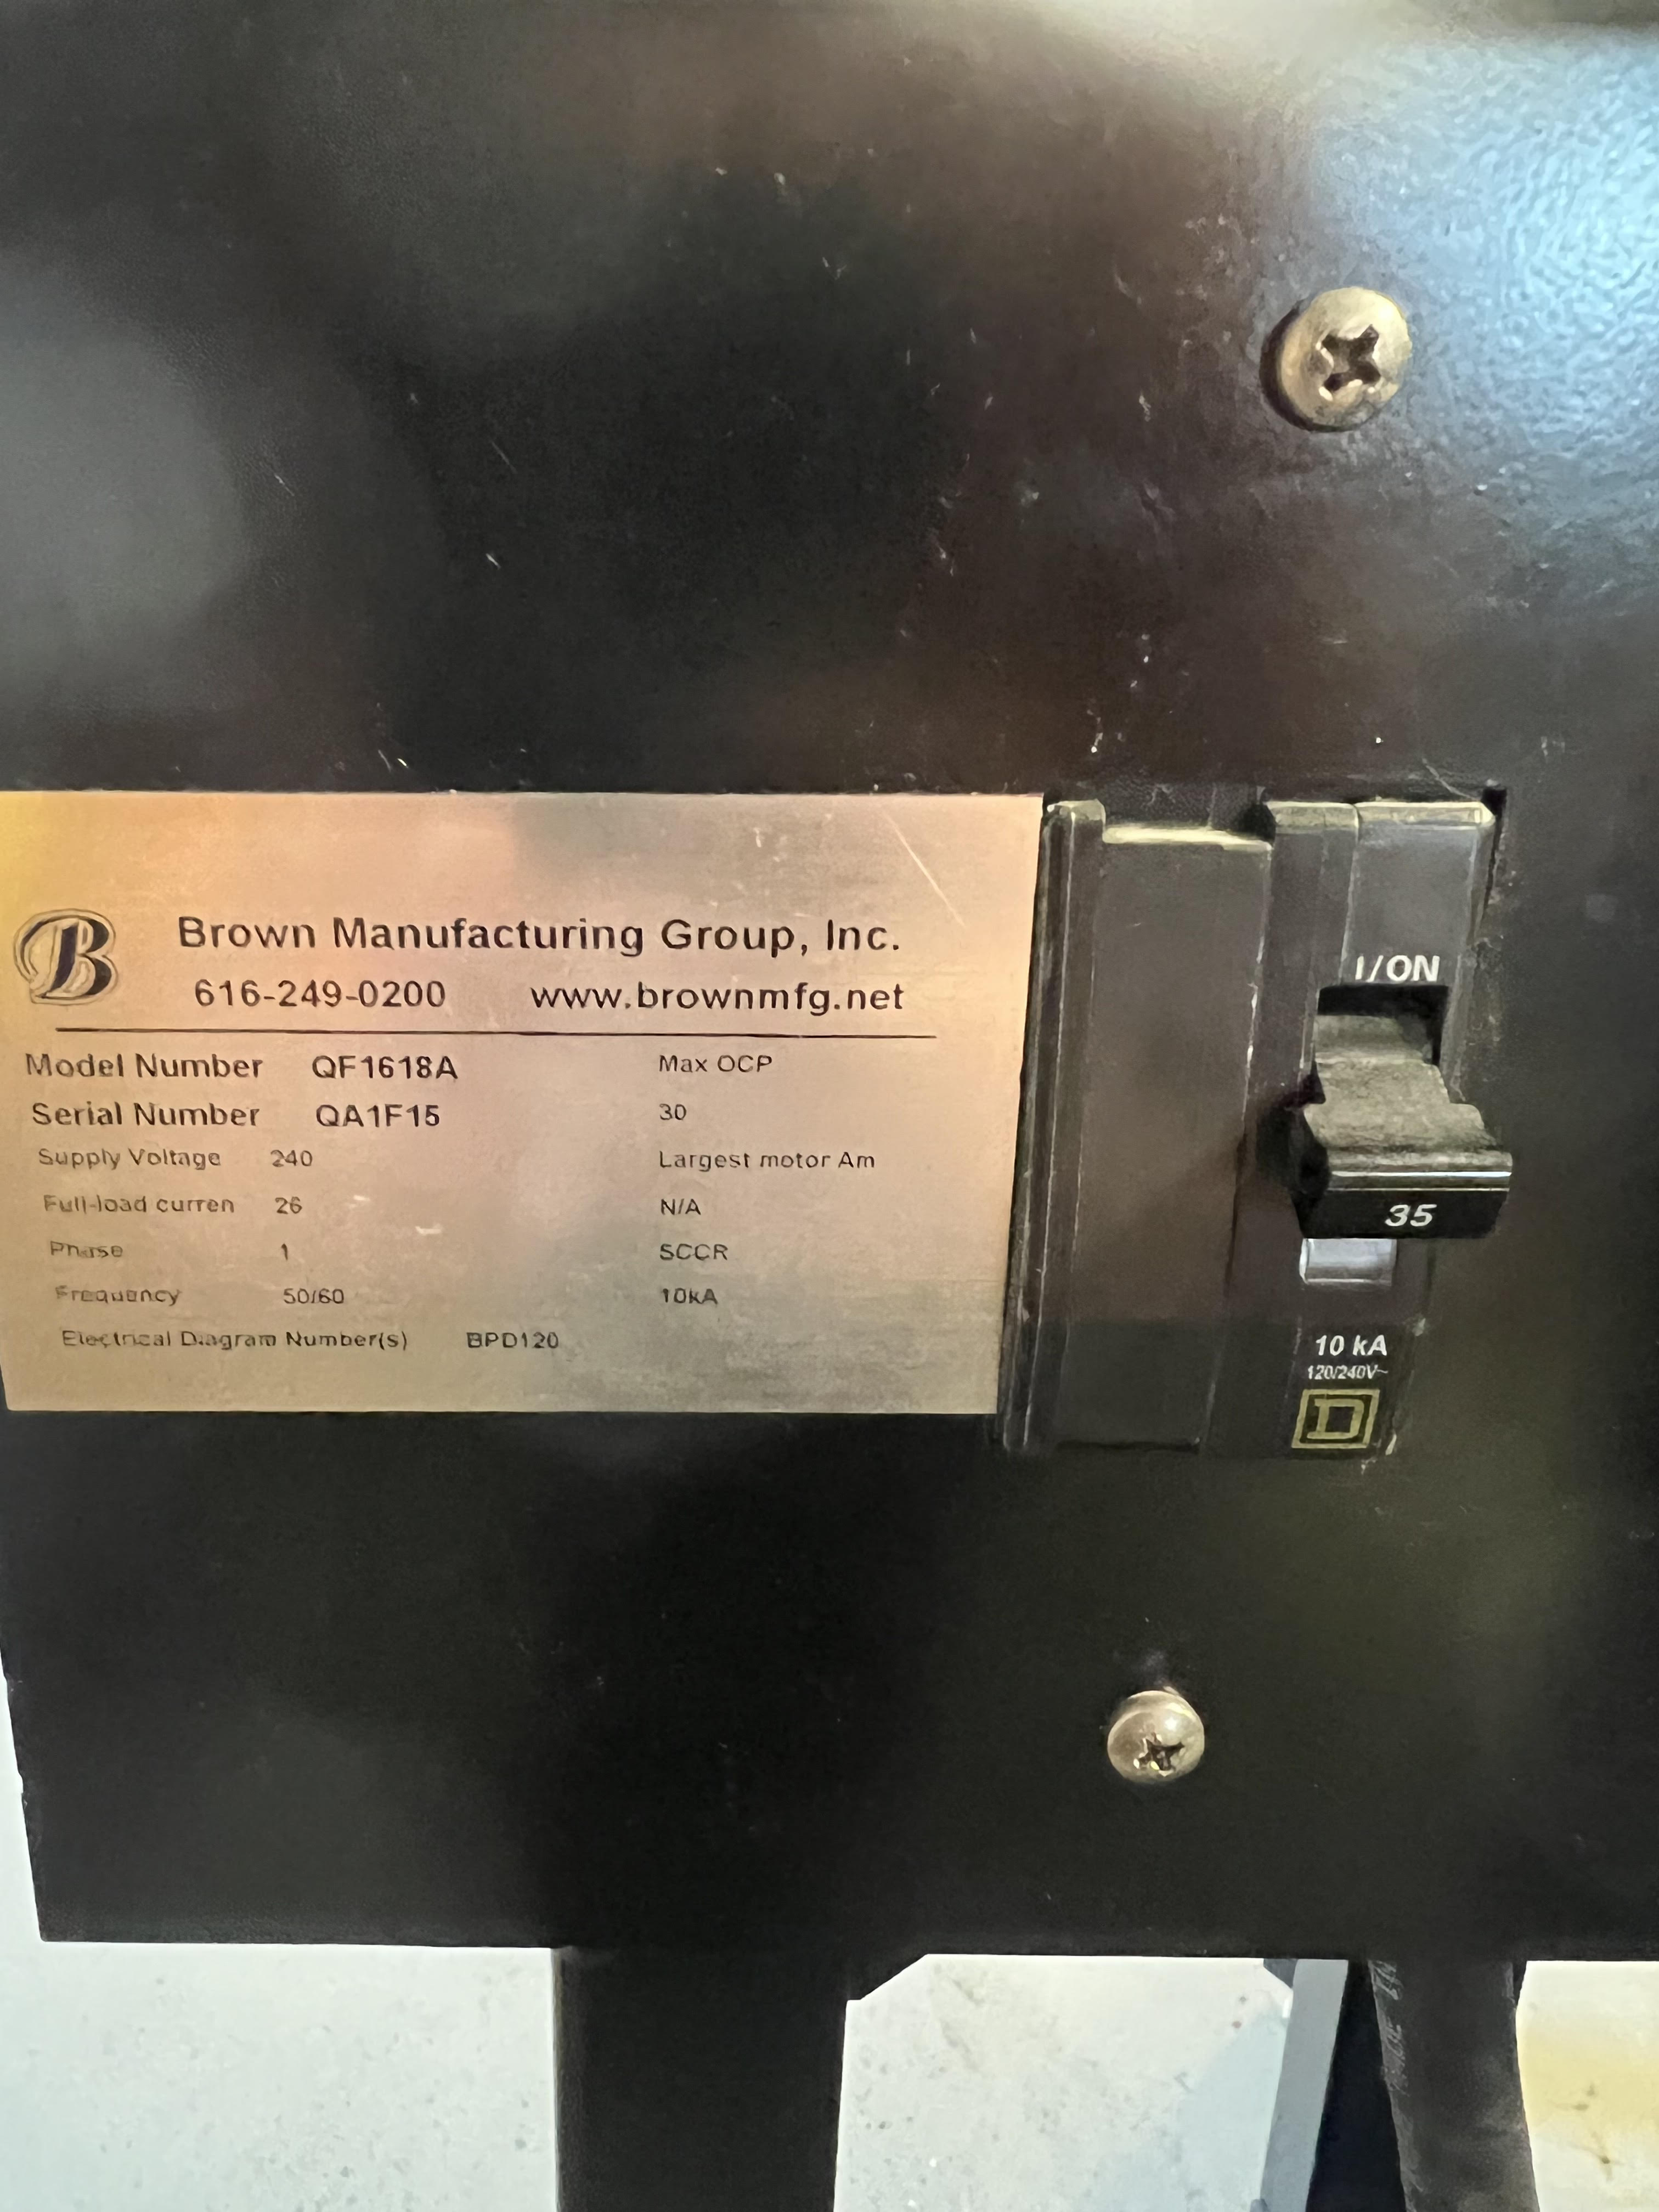 B
Brown Manufacturing Group, Inc.
616-249-0200 www.brownmfg.net
Model Number QF1618A
Serial Number QA1F15
Supply Voltage 240
Full-load curren 26
Phase 1
Frequency 50/60
Electrical Diagram Number(s) BPD120
Max OCP
30
Largest motor Am
N/A
SCCR
10kA
I/ON
35
10 kA
120/240V~
D